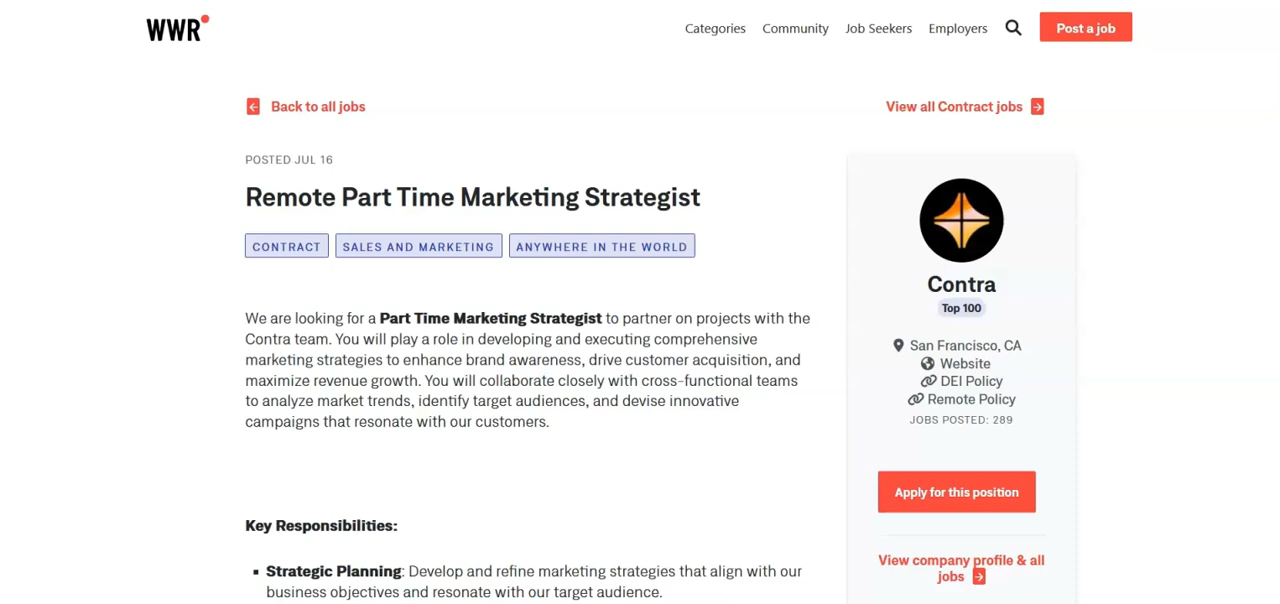 WWR
Categories Community Job Seekers Employers Post a job
Back to all jobs
View all Contract jobs
POSTED JUL 16
Remote Part Time Marketing Strategist
CONTRACT SALES AND MARKETING ANYWHERE IN THE WORLD
We are looking for a Part Time Marketing Strategist to partner on projects with the
Contra team. You will play a role in developing and executing comprehensive
marketing strategies to enhance brand awareness, drive customer acquisition, and
maximize revenue growth. You will collaborate closely with cross-functional teams
to analyze market trends, identify target audiences, and devise innovative
campaigns that resonate with our customers.
Key Responsibilities:
▪ Strategic Planning: Develop and refine marketing strategies that align with our
business objectives and resonate with our target audience.
Contra
Top 100
San Francisco, CA
Website
DEI Policy
Remote Policy
JOBS POSTED: 289
Apply for this position
View company profile & all
jobs